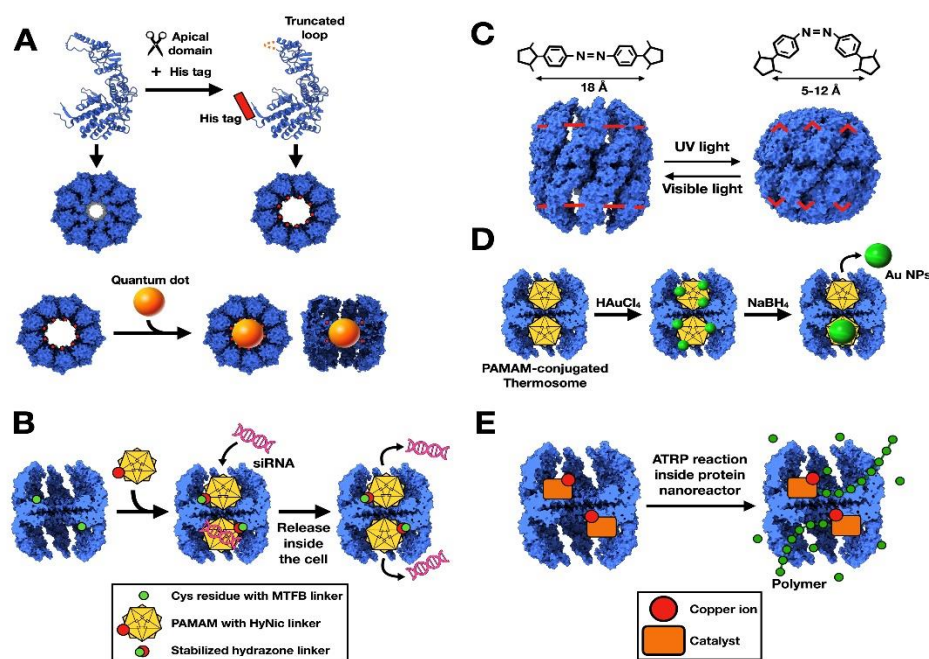 A
Apical
domain
+ His tag
Truncated
loop
His tag
Quantum dot
B
siRNA
Release
inside
the cell
Cys residue with MTFB linker
PAMAM with HyNic linker
Stabilized hydrazone linker
C
N=N
N=N
18 Å
5-12 Å
UV light
Visible light
D
HAuCl₄
NaBH₄
Au NPs
PAMAM-conjugated
Thermosome
E
ATRP reaction
inside protein
nanoreactor
Polymer
Copper ion
Catalyst